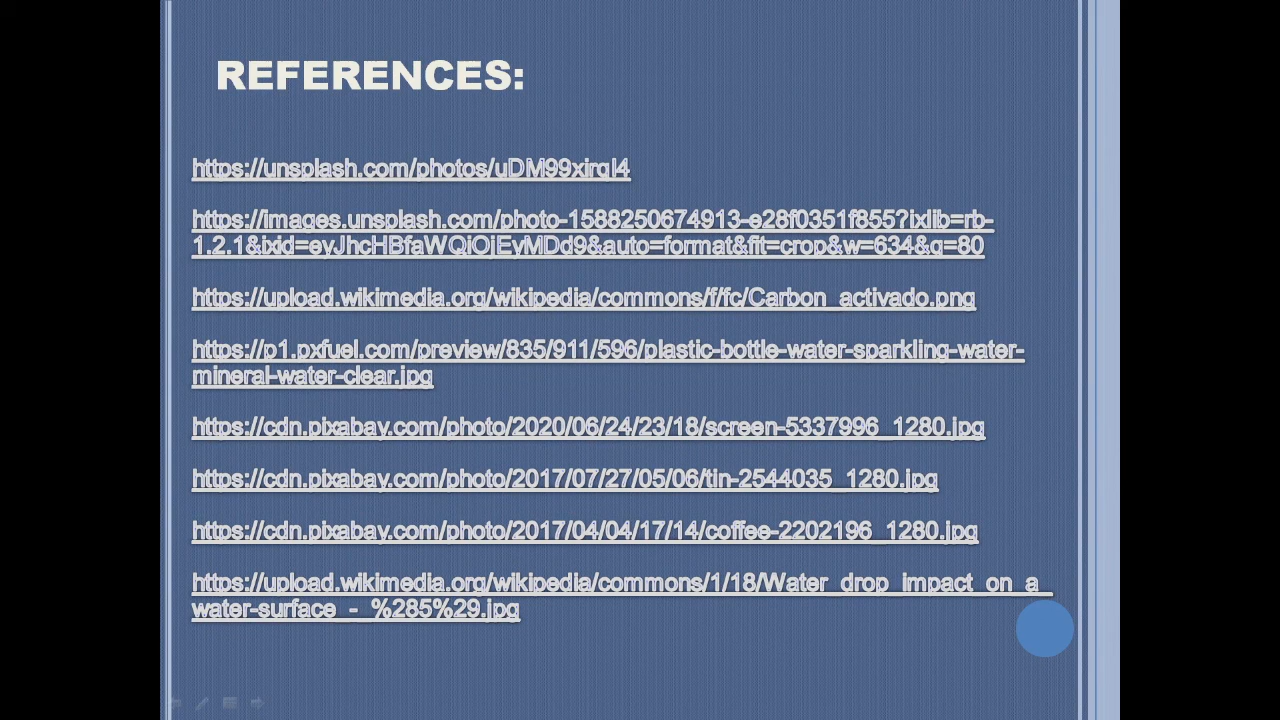 REFERENCES:
https://unsplash.com/photos/uDM99xirqI4
https://images.unsplash.com/photo-1588250674913-e28f0351f855?ixlib=rb-
1.2.1&ixid=eyJhcHBfaWQiOjEyMDd9&auto=format&fit=crop&w=634&q=80
https://upload.wikimedia.org/wikipedia/commons/f/fc/Carbon_activado.png
https://p1.pxfuel.com/preview/835/911/596/plastic-bottle-water-sparkling-water-
mineral-water-clear.jpg
https://cdn.pixabay.com/photo/2020/06/24/23/18/screen-5337996_1280.jpg
https://cdn.pixabay.com/photo/2017/07/27/05/06/tin-2544035_1280.jpg
https://cdn.pixabay.com/photo/2017/04/04/17/14/coffee-2202196_1280.jpg
https://upload.wikimedia.org/wikipedia/commons/1/18/Water_drop_impact_on_a_
water-surface_-_%285%29.jpg